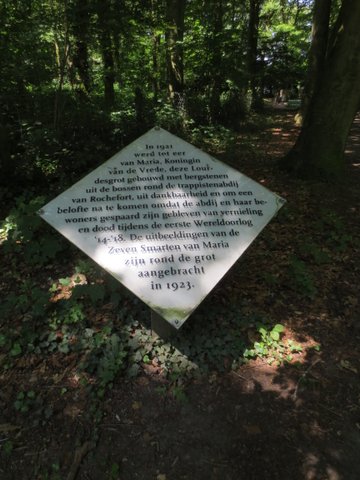 In 1921
werd tot eer
van Maria, Koningin
van de Vrede, deze Lour-
desgrot gebouwd met bergstenen
uit de bossen rond de trappistenabdij
van Rochefort, uit dankbaarheid en om een
belofte na te komen omdat de abdij en haar be-
woners gespaard zijn gebleven van vernieling
en dood tijdens de eerste Wereldoorlog
'14-'18. De uitbeeldingen van de
Zeven Smarten van Maria
zijn rond de grot
aangebracht
in 1923.